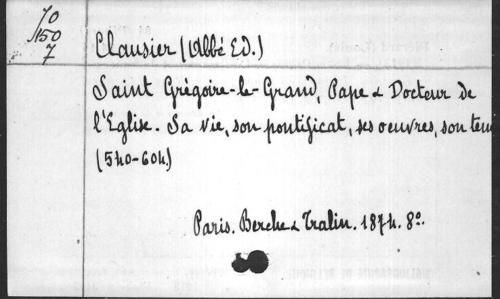 70
150
7
Clausier (Abbé Ed.)
Saint Grégoire-le-Grand, Pape & Docteur de
l'Eglise. Sa vie, son pontificat, ses oeuvres, son tem
(540-604)
Paris. Berche & Tralin. 1874. 8º.